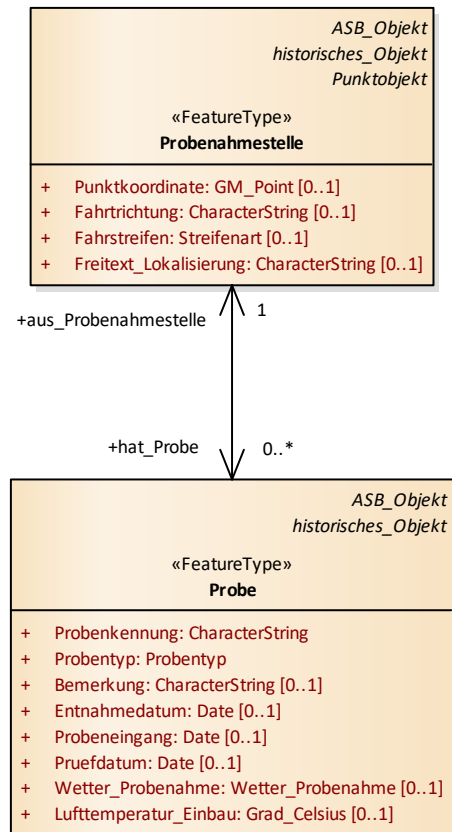 ASB_Objekt
historisches_Objekt
Punktobjekt
«FeatureType»
Probenahmestelle
+ Punktkoordinate: GM_Point [0..1]
+ Fahrtrichtung: CharacterString [0..1]
+ Fahrstreifen: Streifenart [0..1]
+ Freitext_Lokalisierung: CharacterString [0..1]
+aus_Probenahmestelle 1
+hat_Probe 0..*
ASB_Objekt
historisches_Objekt
«FeatureType»
Probe
+ Probenkennung: CharacterString
+ Probentyp: Probentyp
+ Bemerkung: CharacterString [0..1]
+ Entnahmedatum: Date [0..1]
+ Probeneingang: Date [0..1]
+ Pruefdatum: Date [0..1]
+ Wetter_Probenahme: Wetter_Probenahme [0..1]
+ Lufttemperatur_Einbau: Grad_Celsius [0..1]